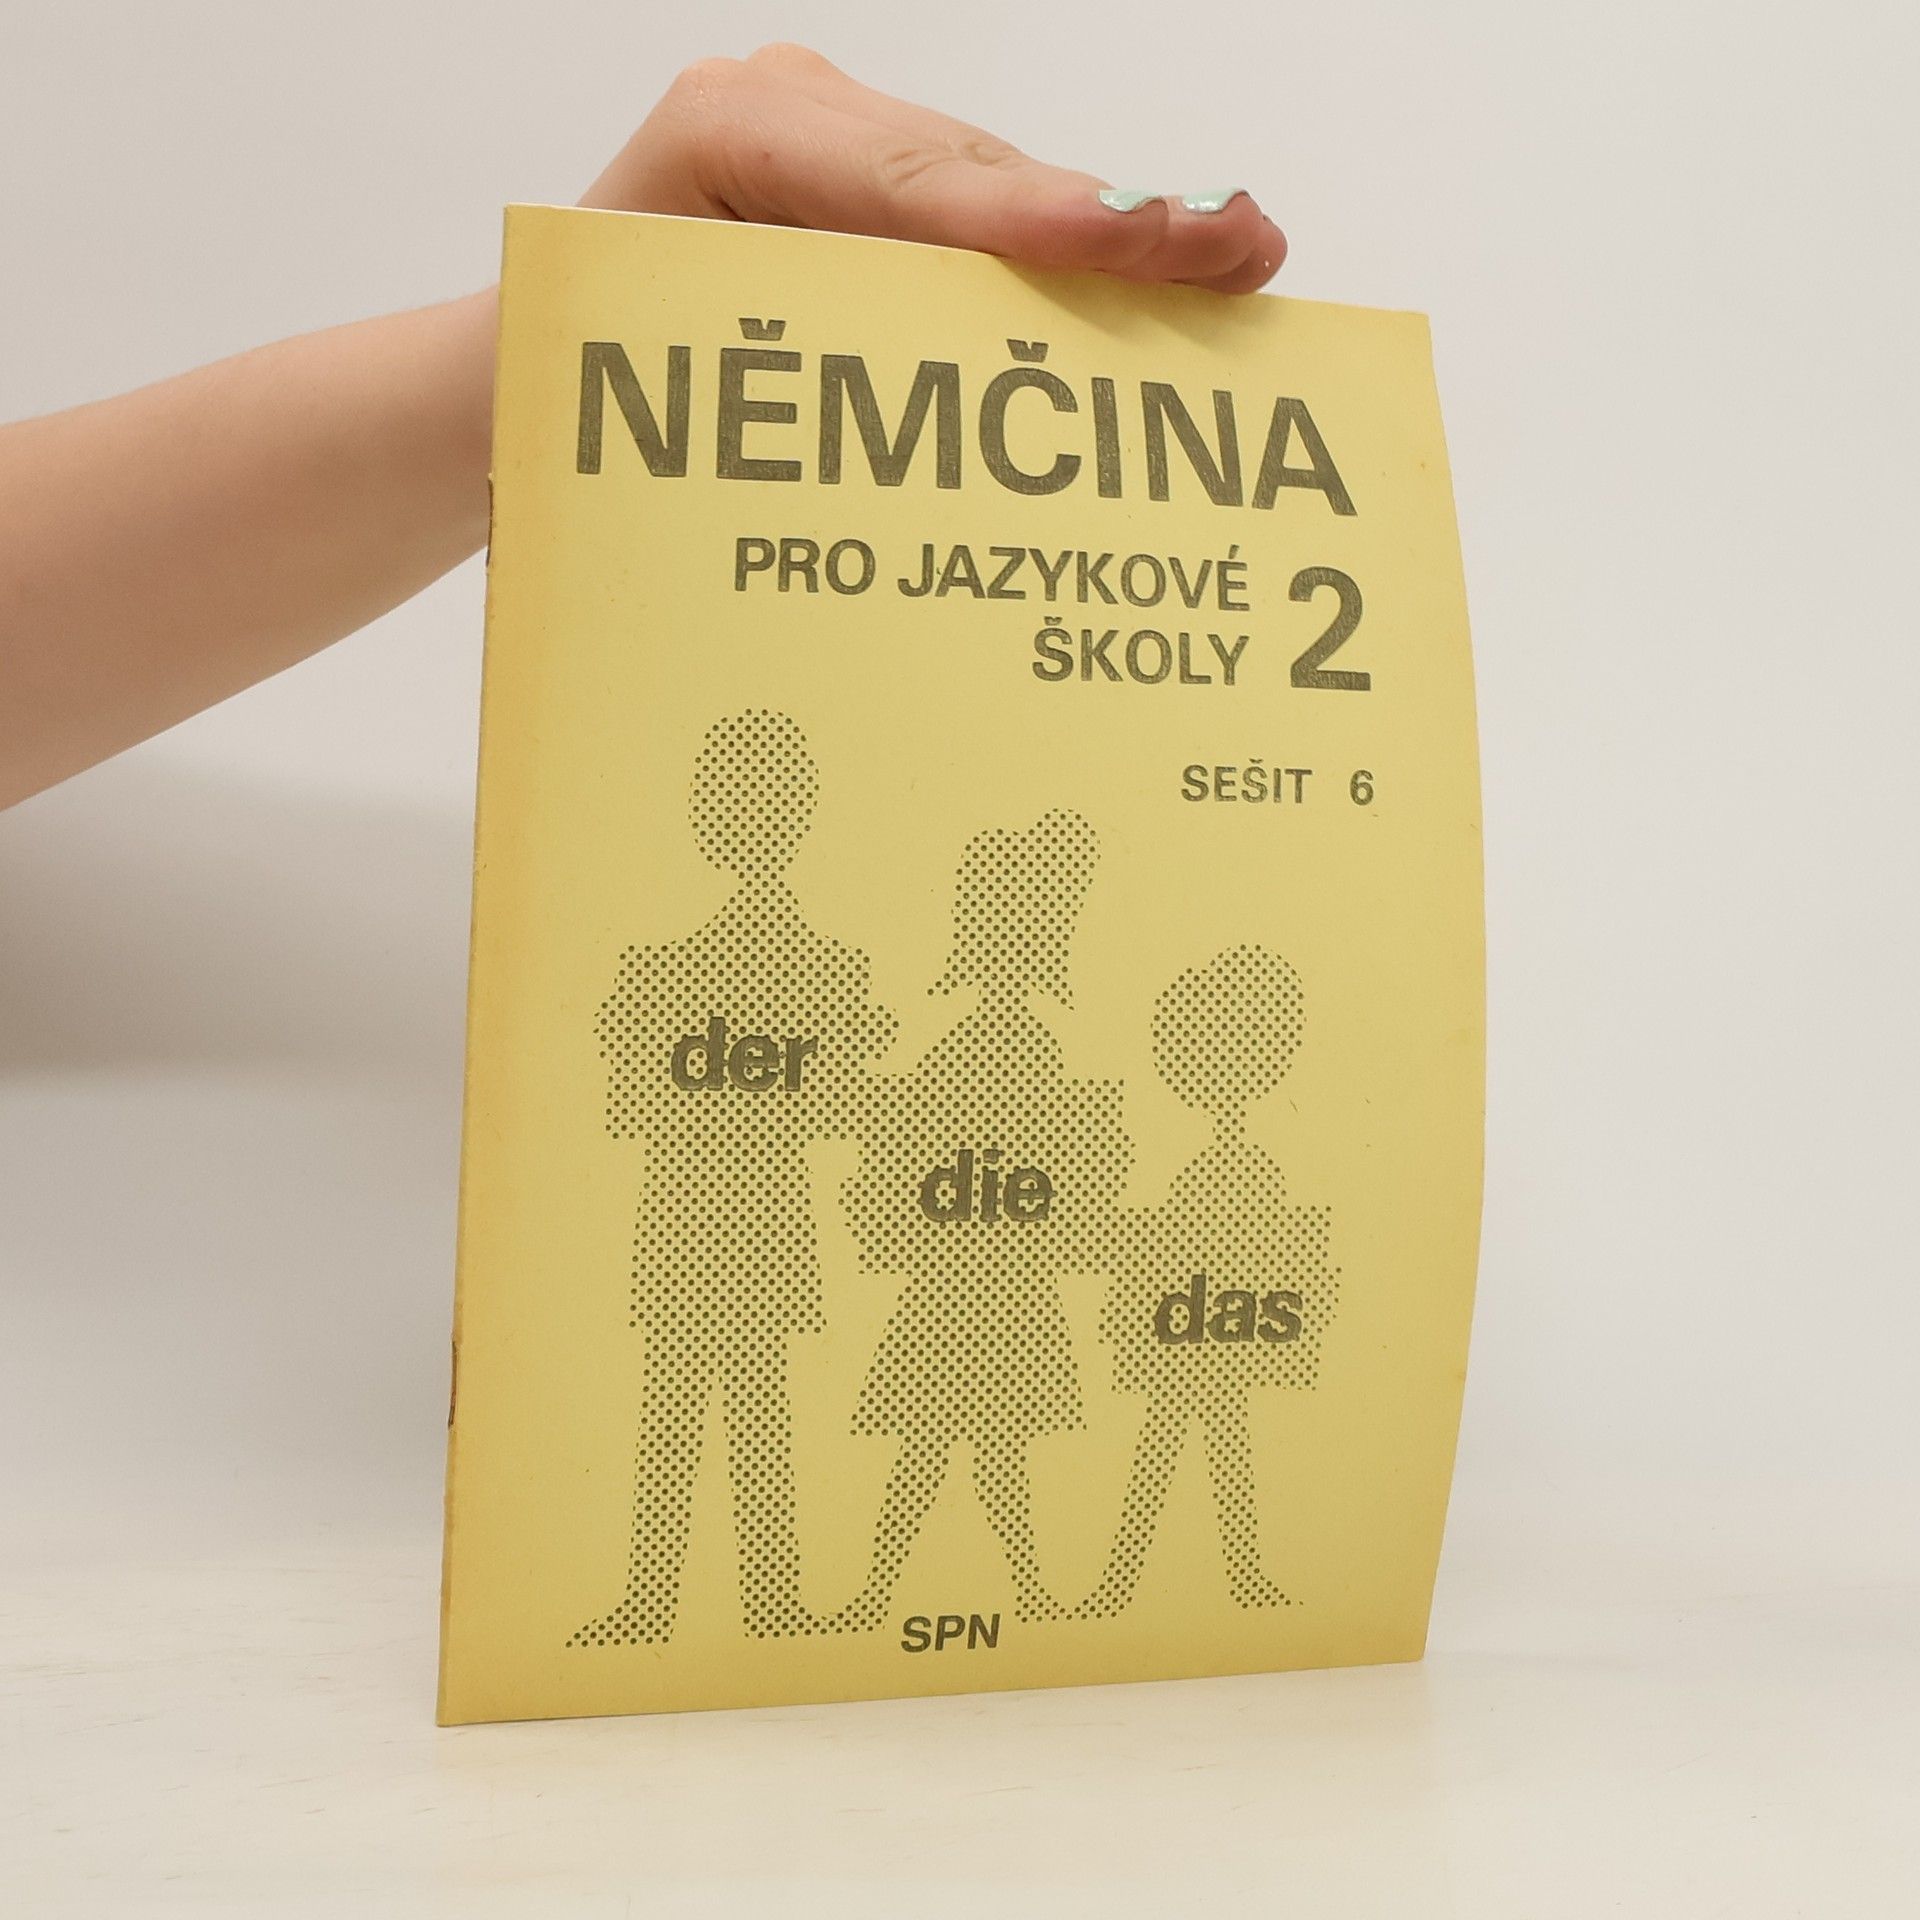 NĚMČINA
PRO JAZYKOVÉ
ŠKOLY 2
SEŠIT 6
der
die
das
SPN